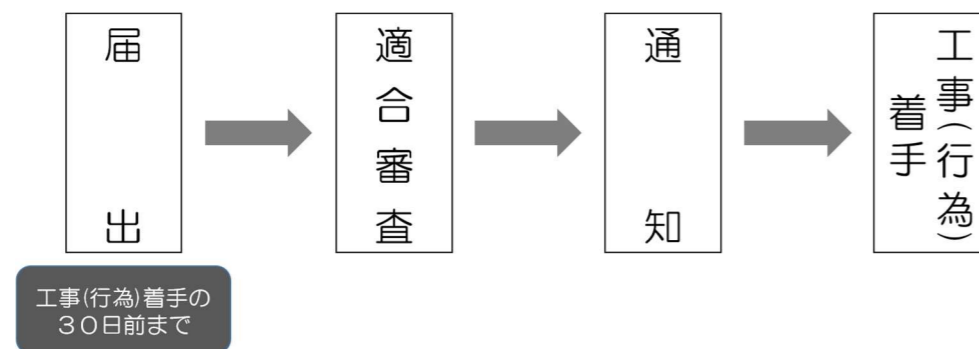 届出
適合審査
通知
工事(行為)
着手
工事(行為)着手の
３０日前まで